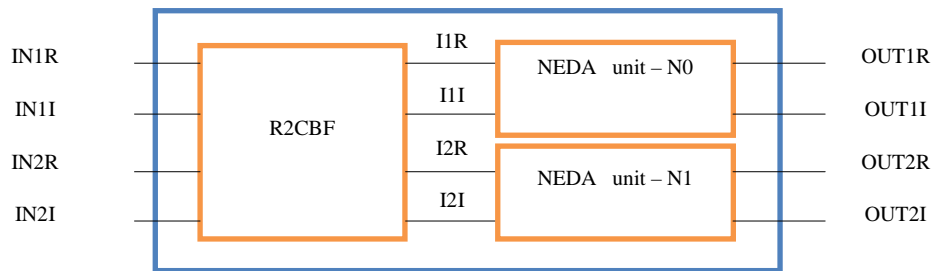 IN1R
IN1I
IN2R
IN2I
R2CBF
I1R
I1I
I2R
I2I
NEDA unit – N0
NEDA unit – N1
OUT1R
OUT1I
OUT2R
OUT2I